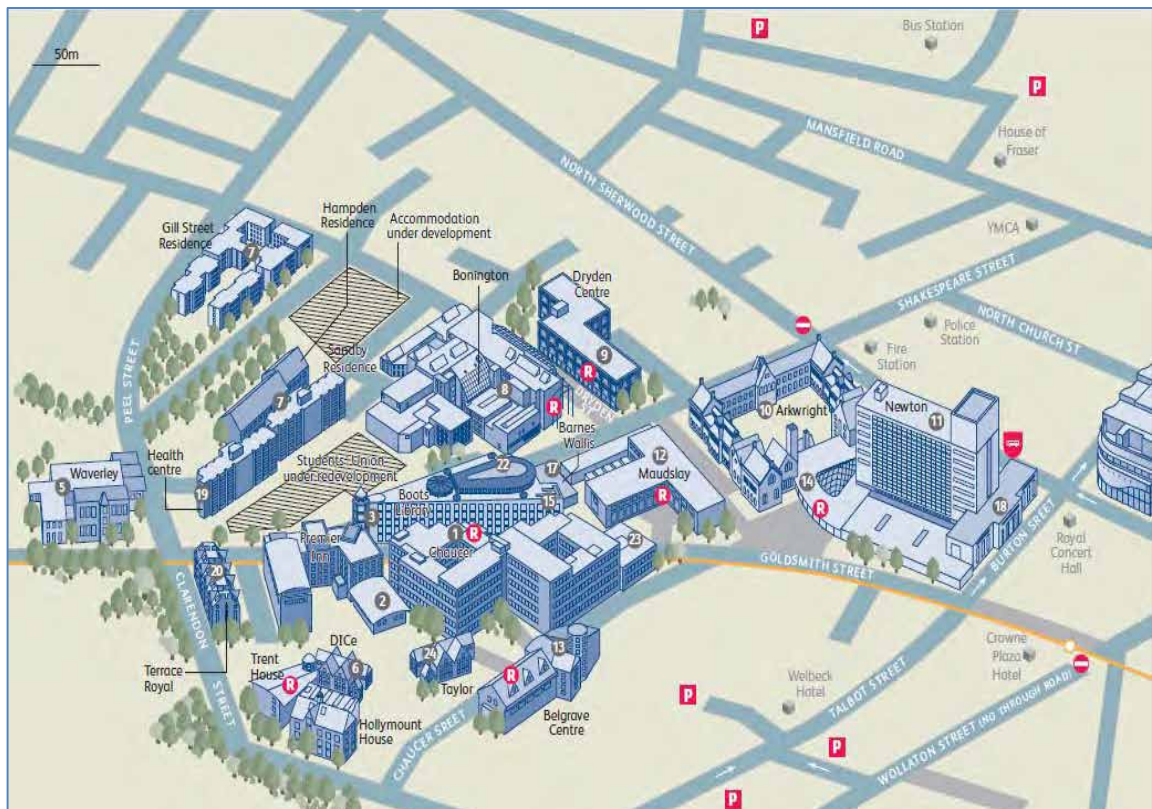 50m
P
Bus Station
P
MANSFIELD ROAD
House of
Fraser
NORTH SHERWOOD STREET
YMCA
Hampden
Residence
Accommodation
under development
Gill Street
Residence
7
Bonington
Dryden
Centre
SHAKESPEARE STREET
NORTH CHURCH ST
Police
Station
Fire
Station
PEEL STREET
Sandby
Residence
7
8
9
R
R
DRYDEN ST
Barnes
Wallis
10
Arkwright
Newton
11
Waverley
5
Health
centre
19
Students' Union
under redevelopment
22
17
12
Maudslay
R
14
R
18
Boots
Library
3
15
1
R
Chaucer
23
Premier
Inn
20
2
GOLDSMITH STREET
BURTON SREET
Royal
Concert
Hall
CLARENDON STREET
Terrace
Royal
DICe
6
Trent
House
R
24
Taylor
13
R
Belgrave
Centre
Hollymount
House
CHAUCER SREET
Crowne
Plaza
Hotel
Welbeck
Hotel
P
TALBOT STREET
P
WOLLATON STREET (NO THROUGH ROAD)
P